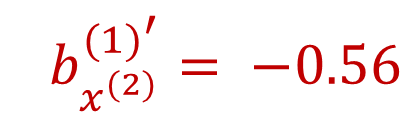 b_{x^{(2)}}^{(1)′} = −0.56